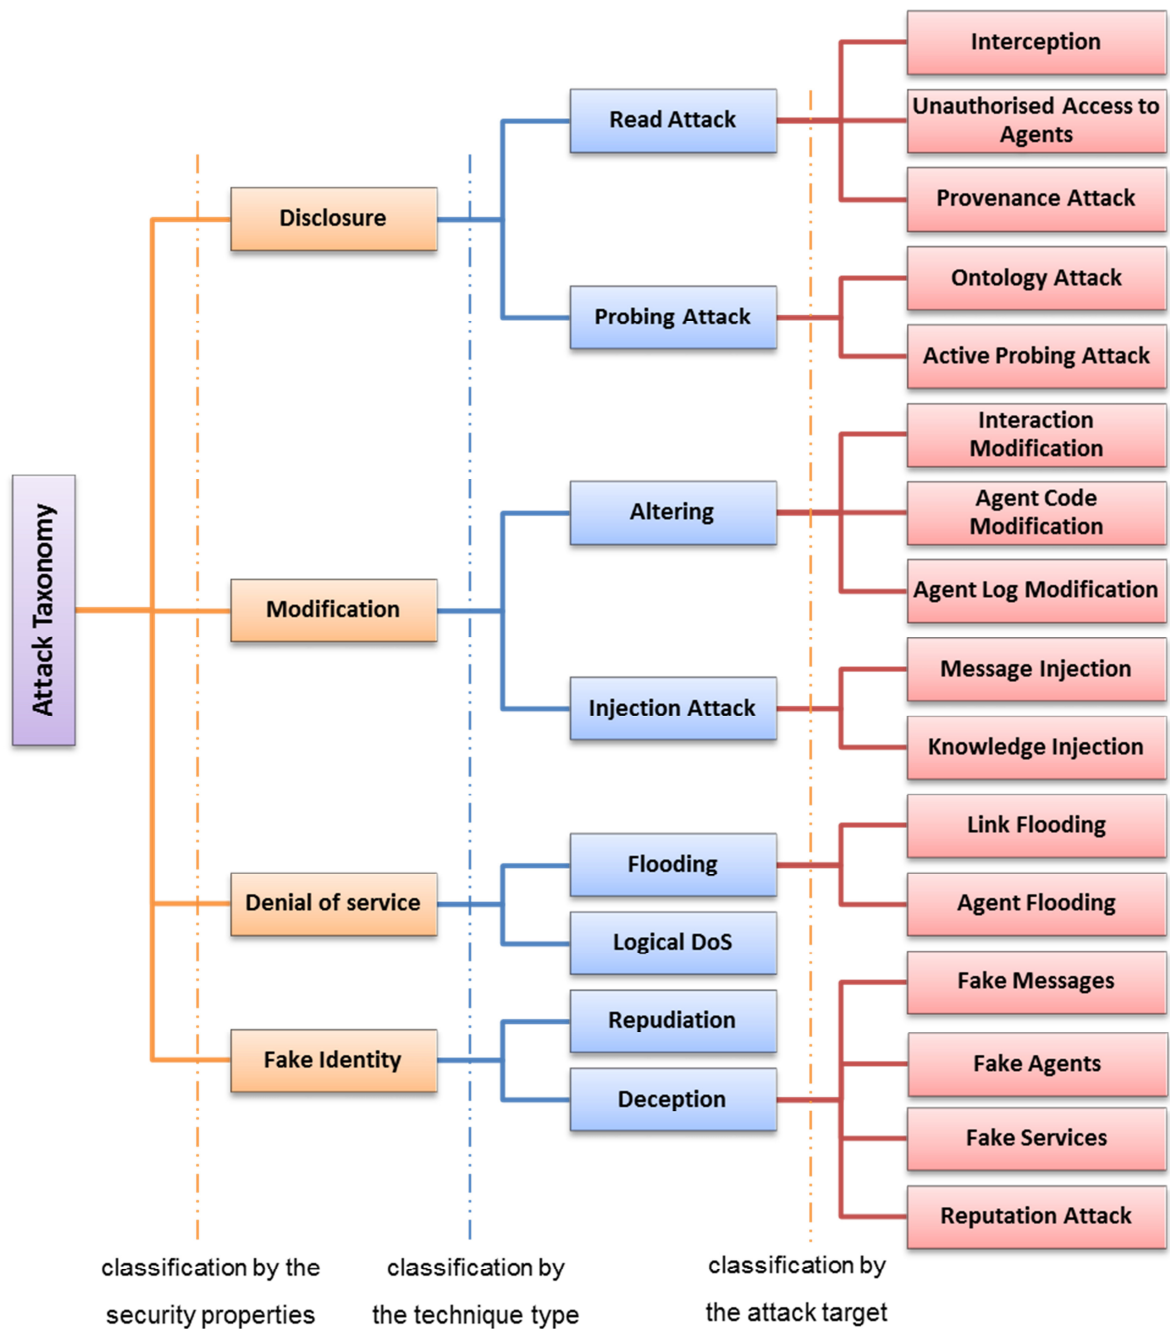 Attack Taxonomy
Disclosure
Modification
Denial of service
Fake Identity
Read Attack
Probing Attack
Altering
Injection Attack
Flooding
Logical DoS
Repudiation
Deception
Interception
Unauthorised Access to
Agents
Provenance Attack
Ontology Attack
Active Probing Attack
Interaction
Modification
Agent Code
Modification
Agent Log Modification
Message Injection
Knowledge Injection
Link Flooding
Agent Flooding
Fake Messages
Fake Agents
Fake Services
Reputation Attack
classification by the
security properties
classification by
the technique type
classification by
the attack target